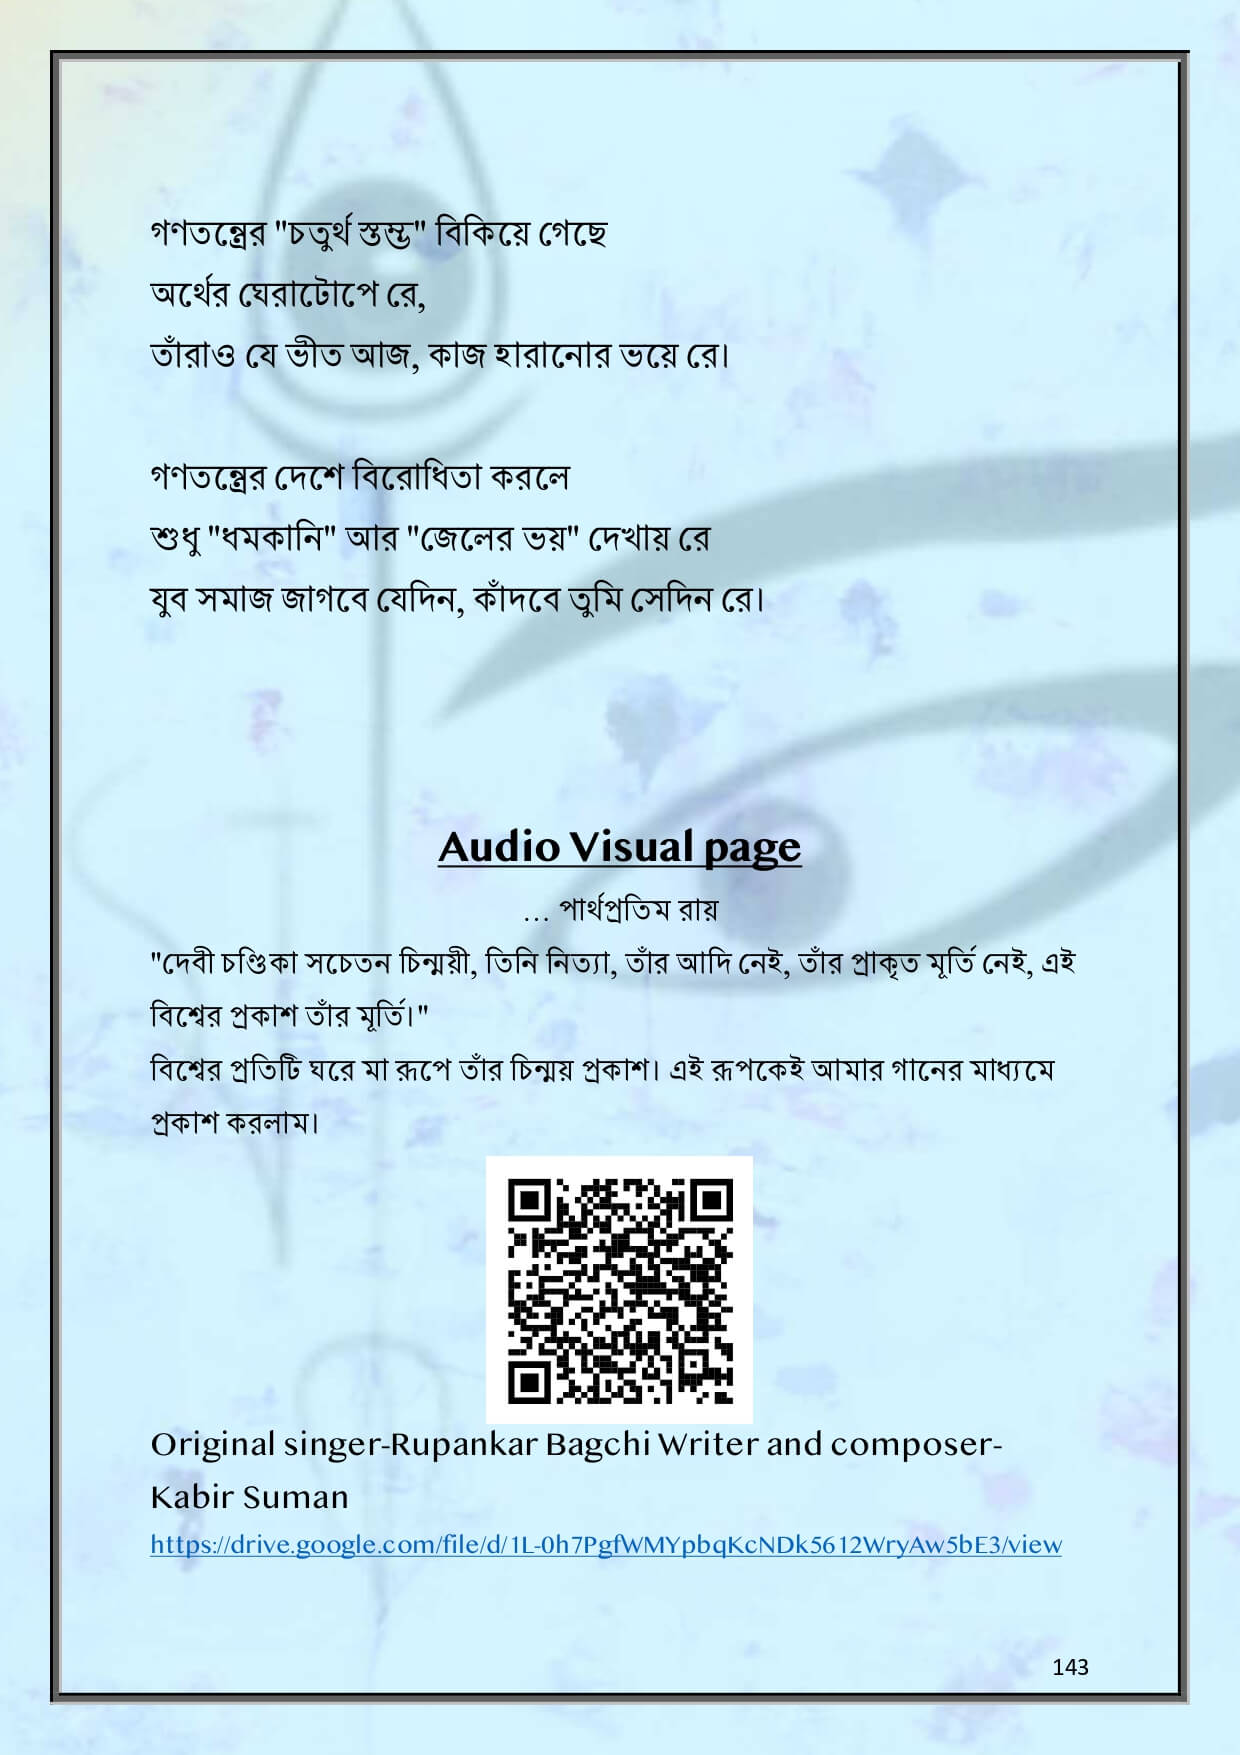 গণতন্ত্রের "চতুর্থ স্তম্ভ" বিকিয়ে গেছে
অর্থের ঘেরাটোপে রে,
তাঁরাও যে ভীত আজ, কাজ হারানোর ভয়ে রে।
গণতন্ত্রের দেশে বিরোধিতা করলে
শুধু "ধমকানি" আর "জেলের ভয়" দেখায় রে
যুব সমাজ জাগবে যেদিন, কাঁদবে তুমি সেদিন রে।
Audio Visual page
... পার্থপ্রতিম রায়
"দেবী চণ্ডিকা সচেতন চিন্ময়ী, তিনি নিত্যা, তাঁর আদি নেই, তাঁর প্রাকৃত মূর্তি নেই, এই
বিশ্বের প্রকাশ তাঁর মূর্তি।"
বিশ্বের প্রতিটি ঘরে মা রূপে তাঁর চিন্ময় প্রকাশ। এই রূপকেই আমার গানের মাধ্যমে
প্রকাশ করলাম।
Original singer-Rupankar Bagchi Writer and composer-
Kabir Suman
https://drive.google.com/file/d/1L-0h7PgfWMYpbqKcNDk5612WryAw5bE3/view
143